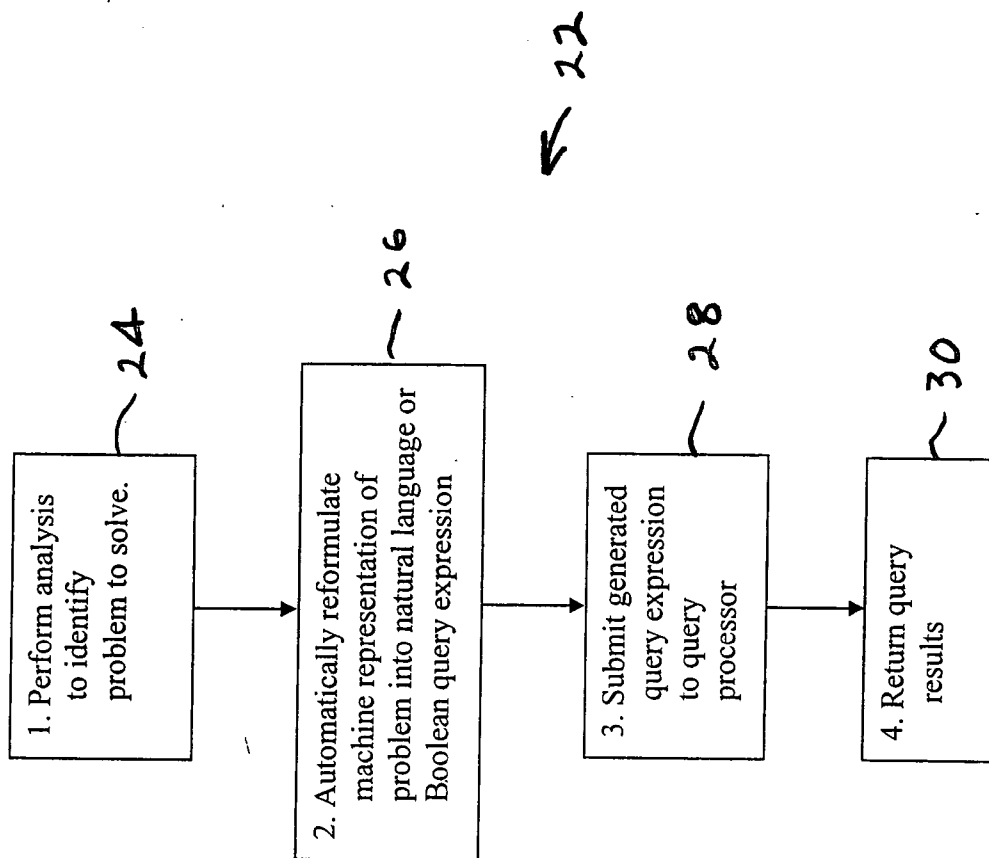 1. Perform analysis
to identify
problem to solve.
24
2. Automatically reformulate
machine representation of
problem into natural language or
Boolean query expression
26
3. Submit generated
query expression
to query
processor
28
4. Return query
results
30
22